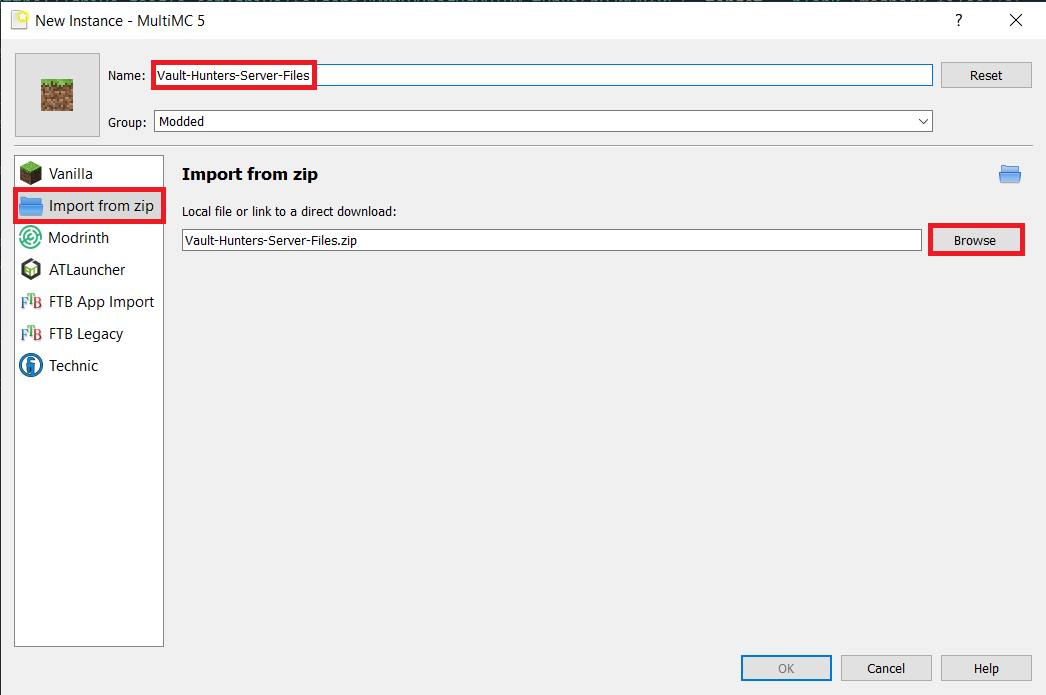 New Instance - MultiMC 5
?
Name: Vault-Hunters-Server-Files Reset
Group: Modded
Vanilla
Import from zip
Modrinth
ATLauncher
FTB App Import
FTB Legacy
Technic
Import from zip
Local file or link to a direct download:
Vault-Hunters-Server-Files.zip Browse
OK Cancel Help